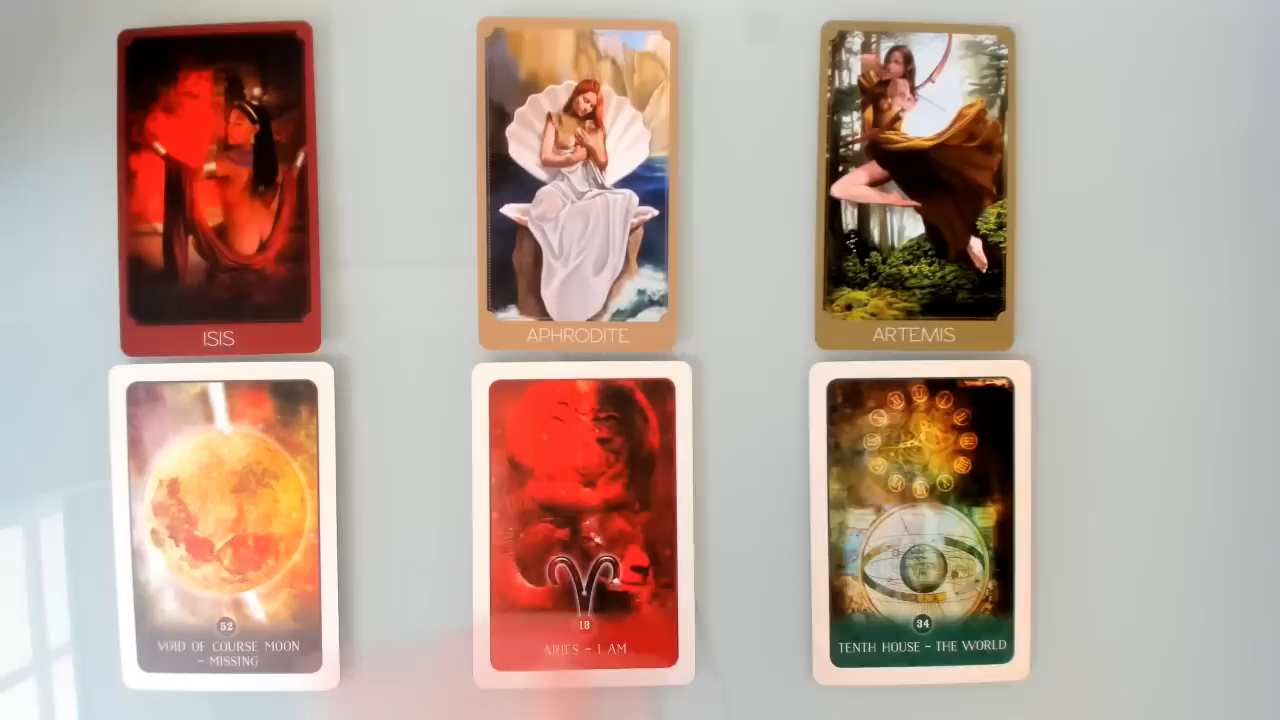 ISIS
APHRODITE
ARTEMIS
52
VOID OF COURSE MOON
~ MISSING
13
ARIES ~ I AM
34
TENTH HOUSE ~ THE WORLD